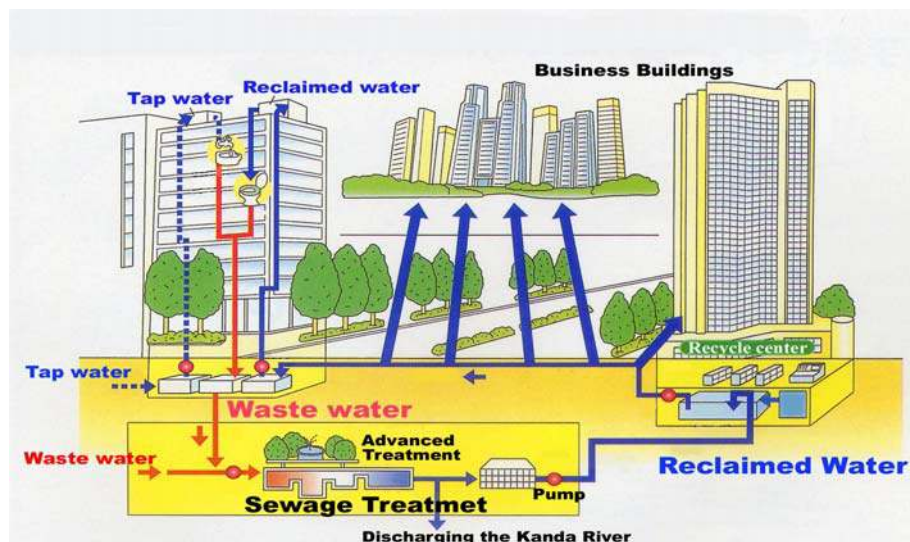 Business Buildings
Reclaimed water
Tap water
Recycle center
Tap water
Waste water
Advanced
Treatment
Waste water
Reclaimed Water
Pump
Sewage Treatmet
Discharging the Kanda River